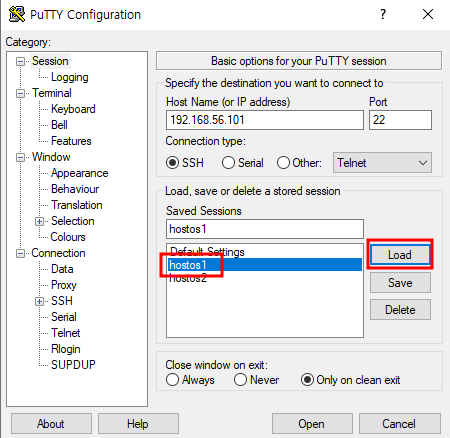 PuTTY Configuration
?
×
Category:
Session
Logging
Terminal
Keyboard
Bell
Features
Window
Appearance
Behaviour
Translation
Selection
Colours
Connection
Data
Proxy
SSH
Serial
Telnet
Rlogin
SUPDUP
Basic options for your PuTTY session
Specify the destination you want to connect to
Host Name (or IP address) Port
192.168.56.101 22
Connection type:
SSH Serial Other: Telnet
Load, save or delete a stored session
Saved Sessions
hostos1
Default Settings
hostos1
hostos2
Load
Save
Delete
Close window on exit:
Always Never Only on clean exit
About Help Open Cancel